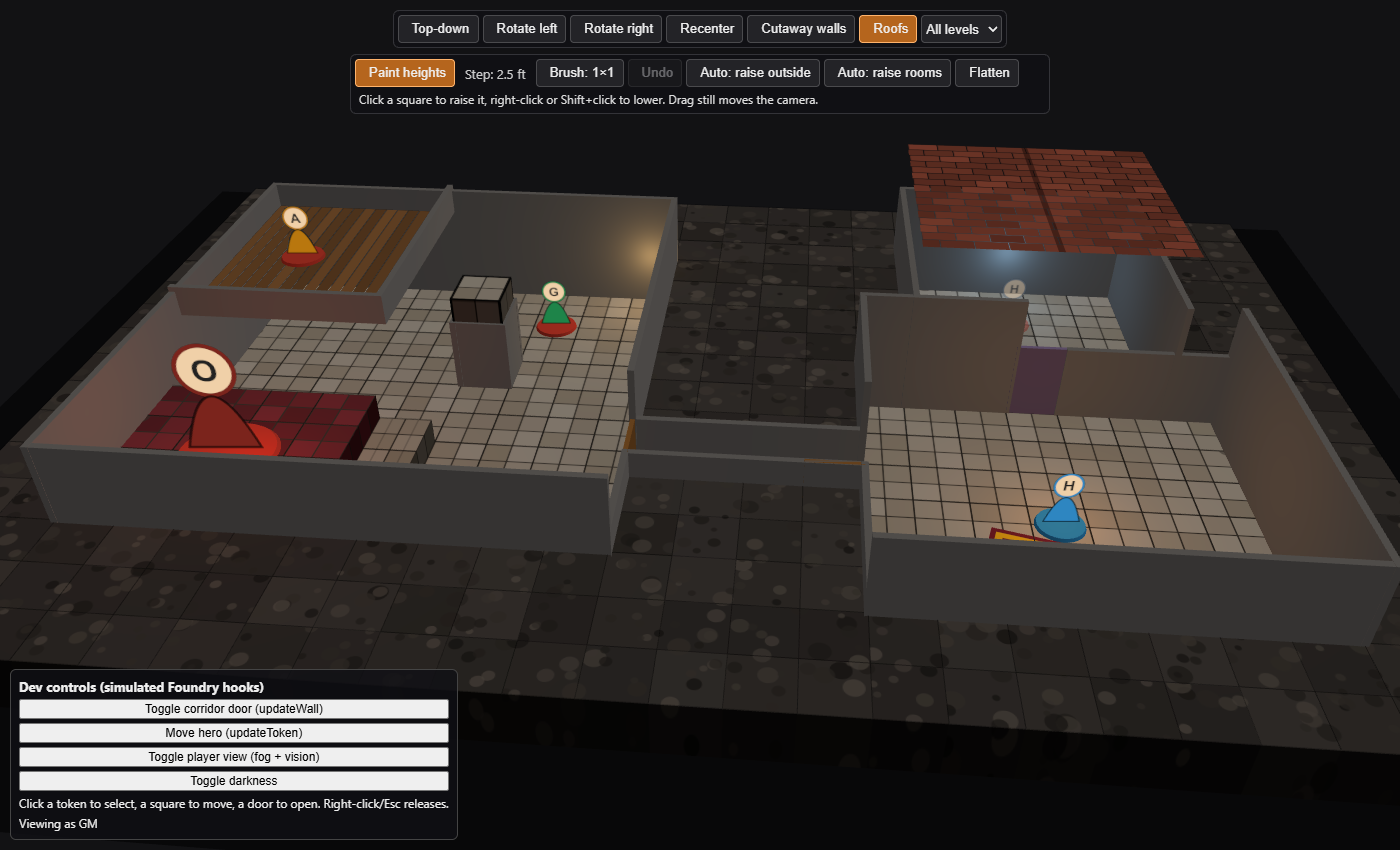 Top-down Rotate left Rotate right Recenter Cutaway walls Roofs All levels
Paint heights Step: 2.5 ft Brush: 1×1 Undo Auto: raise outside Auto: raise rooms Flatten
Click a square to raise it, right-click or Shift+click to lower. Drag still moves the camera.
A
G
H
O
H
Dev controls (simulated Foundry hooks)
Toggle corridor door (updateWall)
Move hero (updateToken)
Toggle player view (fog + vision)
Toggle darkness
Click a token to select, a square to move, a door to open. Right-click/Esc releases.
Viewing as GM